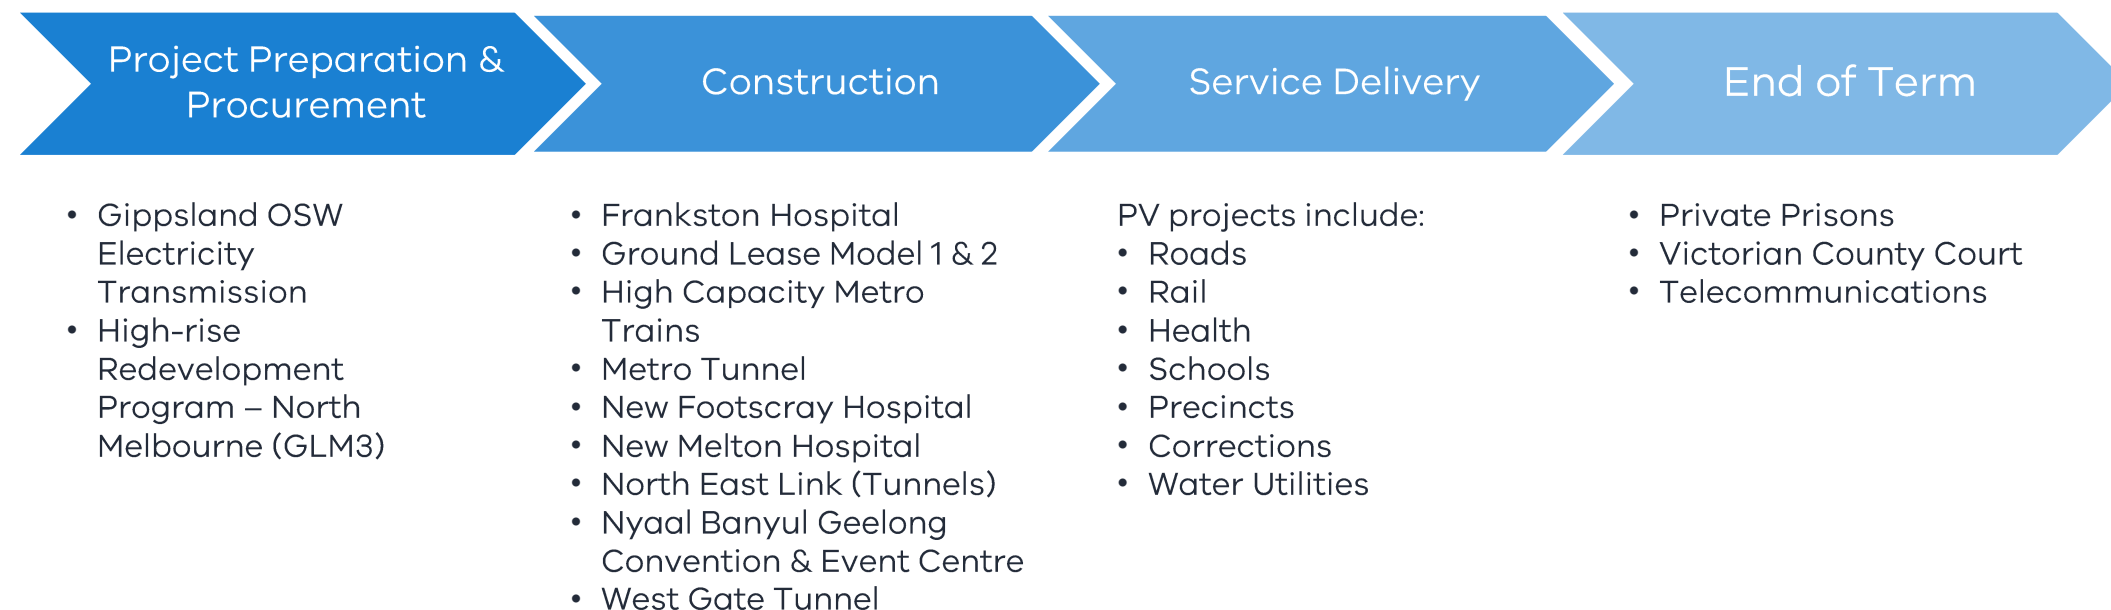 Project Preparation &
Procurement
Construction
Service Delivery
End of Term
• Gippsland OSW
Electricity
Transmission
• High-rise
Redevelopment
Program – North
Melbourne (GLM3)
• Frankston Hospital
• Ground Lease Model 1 & 2
• High Capacity Metro
Trains
• Metro Tunnel
• New Footscray Hospital
• New Melton Hospital
• North East Link (Tunnels)
• Nyaal Banyul Geelong
Convention & Event Centre
• West Gate Tunnel
PV projects include:
• Roads
• Rail
• Health
• Schools
• Precincts
• Corrections
• Water Utilities
• Private Prisons
• Victorian County Court
• Telecommunications